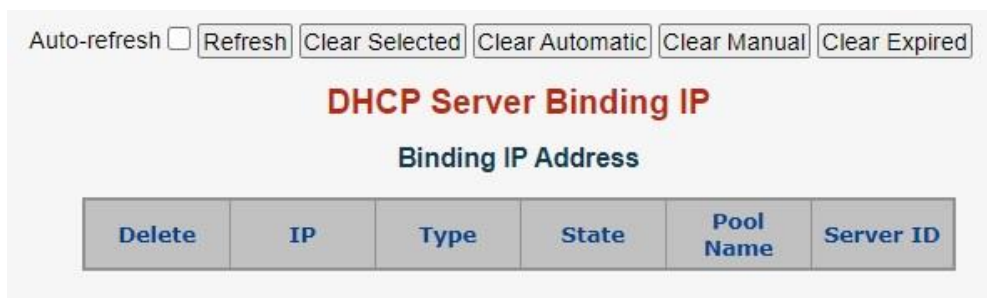 Auto-refresh Refresh Clear Selected Clear Automatic Clear Manual Clear Expired
DHCP Server Binding IP
Binding IP Address
Delete IP Type State Pool Name Server ID